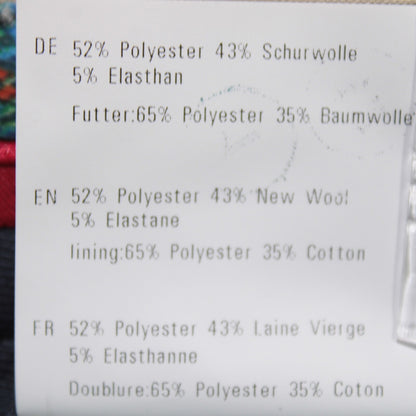 DE 52% Polyester 43% Schurwolle
5% Elasthan
Futter:65% Polyester 35% Baumwolle
EN 52% Polyester 43% New Wool
5% Elastane
lining:65% Polyester 35% Cotton
FR 52% Polyester 43% Laine Vierge
5% Elasthanne
Doublure:65% Polyester 35% Coton